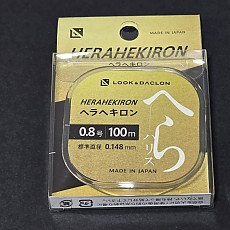 MADE IN JAPAN
HERAHEKIRON
LOOK & DACLON
HERAHEKIRON
ヘラヘキロン
0.8号 100m
標準直径 0.148mm
へら
ハリス
MADE IN JAPAN